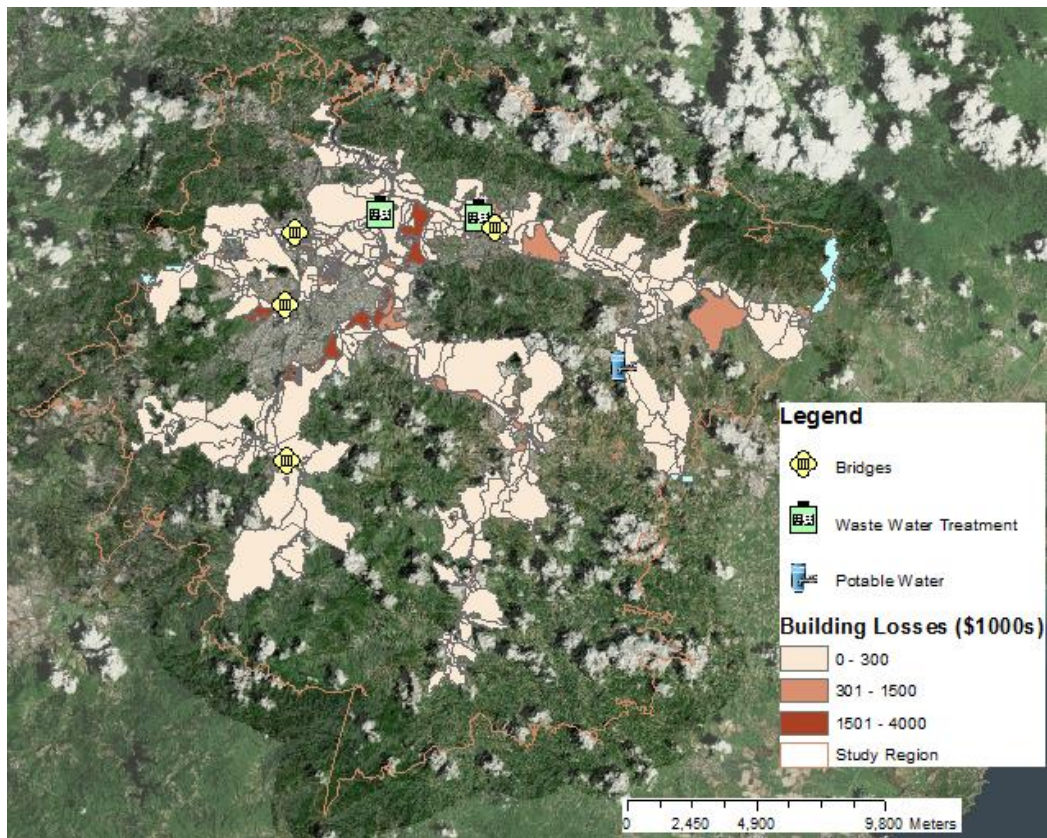 Legend
Bridges
Waste Water Treatment
Potable Water
Building Losses ($1000s)
0 - 300
301 - 1500
1501 - 4000
Study Region
0 2,450 4,900 9,800 Meters